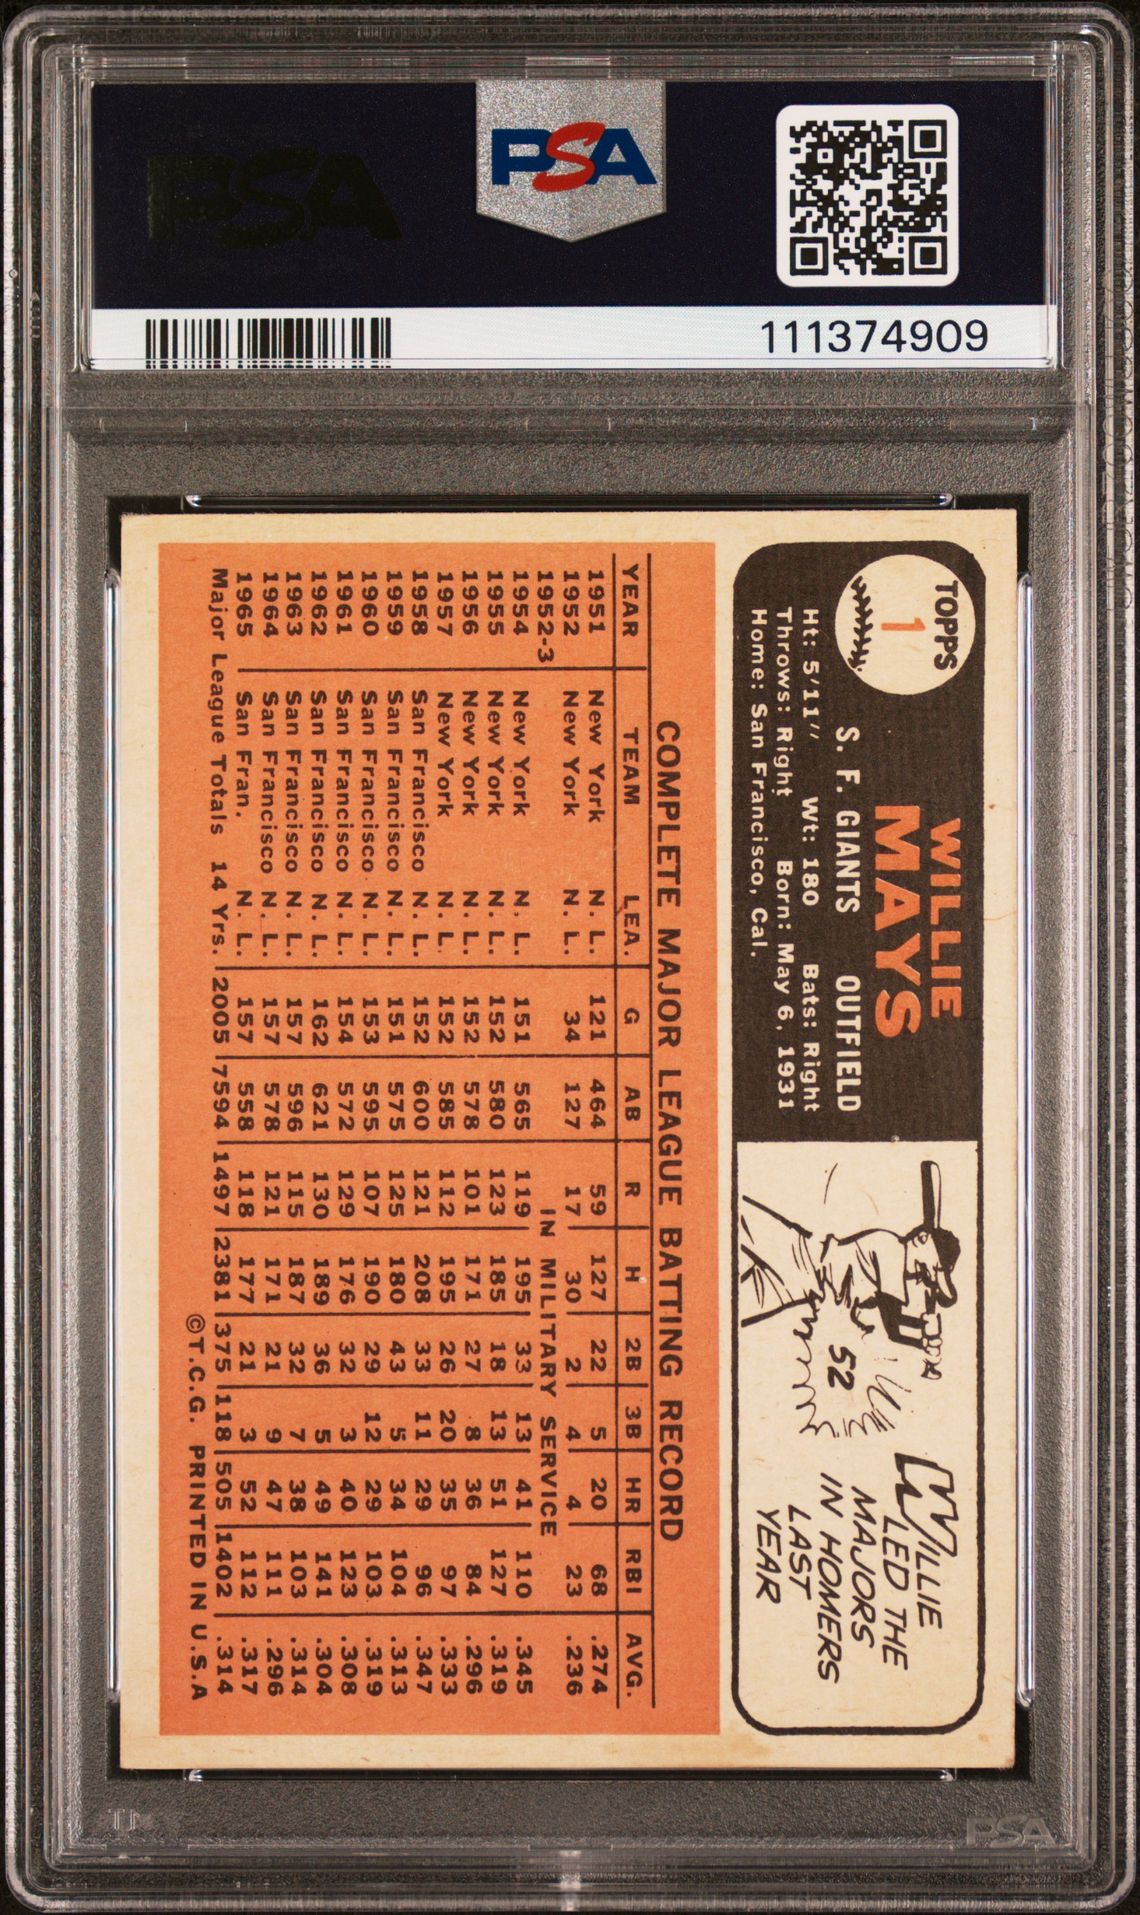 PSA
PSA
111374909
TOPPS
1
WILLIE
MAYS
S. F. GIANTS OUTFIELD
Ht: 5'11" Wt: 180 Bats: Right
Throws: Right Born: May 6, 1931
Home: San Francisco, Cal.
52
WILLIE
LED THE
MAJORS
IN HOMERS
LAST
YEAR
COMPLETE MAJOR LEAGUE BATTING RECORD
YEAR TEAM LEA. G AB R H 2B 3B HR RBI AVG.
1951 New York N. L. 121 464 59 127 22 5 20 68 .274
1952 New York N. L. 34 127 17 30 2 4 4 23 .236
1952-3 IN MILITARY SERVICE
1954 New York N. L. 151 565 119 195 33 13 41 110 .345
1955 New York N. L. 152 580 123 185 18 13 51 127 .319
1956 New York N. L. 152 578 101 171 27 8 36 84 .296
1957 New York N. L. 152 585 112 195 26 20 35 97 .333
1958 San Francisco N. L. 152 600 121 208 33 11 29 96 .347
1959 San Francisco N. L. 151 575 125 180 43 5 34 104 .313
1960 San Francisco N. L. 153 595 107 190 29 12 29 103 .319
1961 San Francisco N. L. 154 572 129 176 32 3 40 123 .308
1962 San Francisco N. L. 162 621 130 189 36 5 49 141 .304
1963 San Francisco N. L. 157 596 115 187 32 7 38 103 .314
1964 San Francisco N. L. 157 578 121 171 21 9 47 111 .296
1965 San Fran. N. L. 157 558 118 177 21 3 52 112 .317
Major League Totals 14 Yrs. 2005 7594 1497 2381 375 118 505 1402 .314
©T.C.G. PRINTED IN U.S.A
TM
PSA